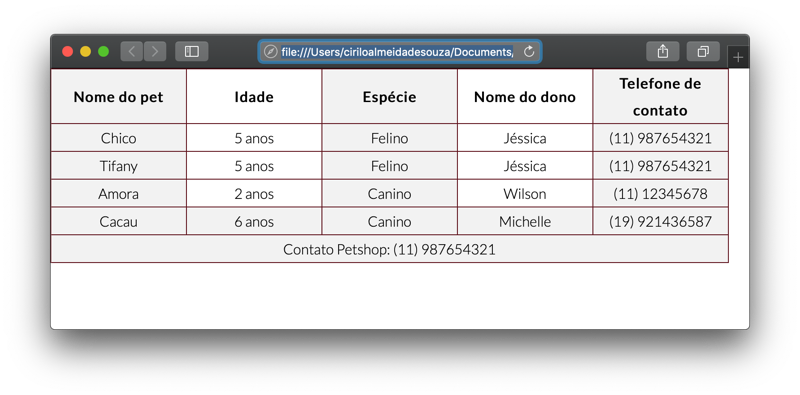 file:///Users/ciriloalmeidadesouza/Documents/
Nome do pet Idade Espécie Nome do dono Telefone de contato
Chico 5 anos Felino Jéssica (11) 987654321
Tifany 5 anos Felino Jéssica (11) 987654321
Amora 2 anos Canino Wilson (11) 12345678
Cacau 6 anos Canino Michelle (19) 921436587
Contato Petshop: (11) 987654321